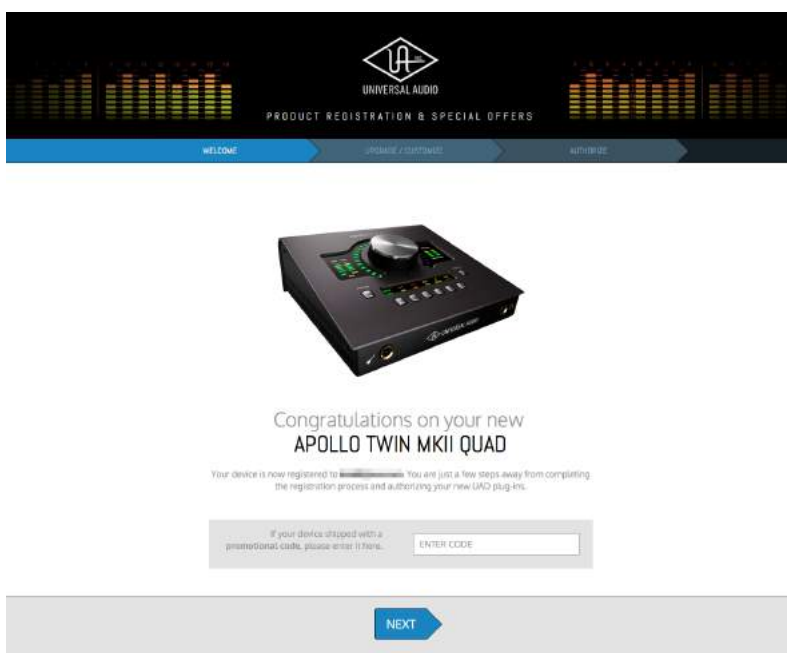 UNIVERSAL AUDIO
PRODUCT REGISTRATION & SPECIAL OFFERS
WELCOME
UPGRADE / CUSTOMIZE
AUTHORIZE
Congratulations on your new
APOLLO TWIN MKII QUAD
Your device is now registered to You are just a few steps away from completing
the registration process and authorizing your new UAD plug-ins.
If your device shipped with a
promotional code, please enter it here.
ENTER CODE
NEXT